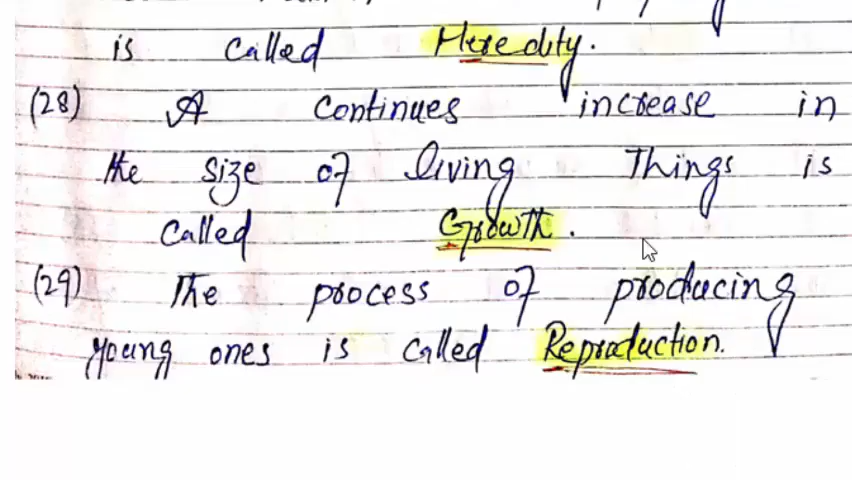 is called Heredity.
(28) A continues increase in
the size of living Things is
called Growth.
(29) The process of producing
young ones is called Reproduction.